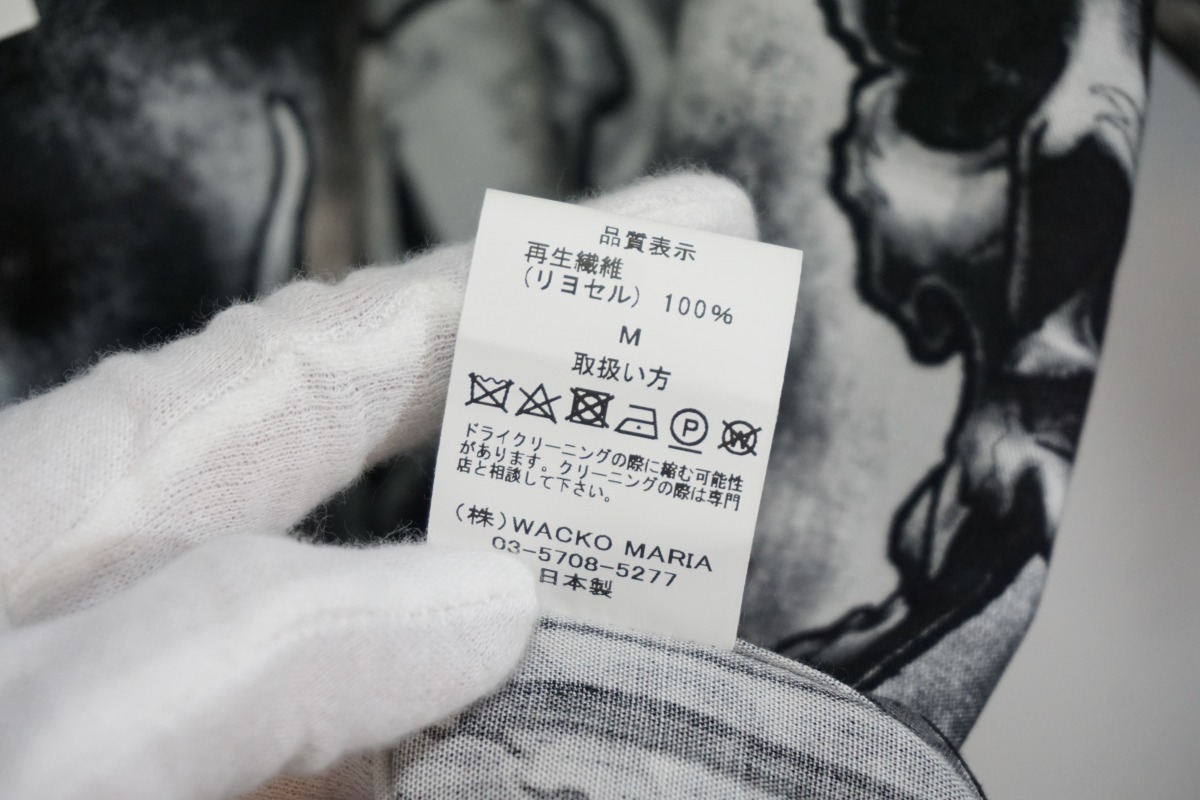 品質表示
再生繊維
(リヨセル) 100%
M
取扱い方
P W
ドライクリーニングの際に縮む可能性
があります。クリーニングの際は専門
店と相談して下さい。
(株)WACKO MARIA
03-5708-5277
日本製